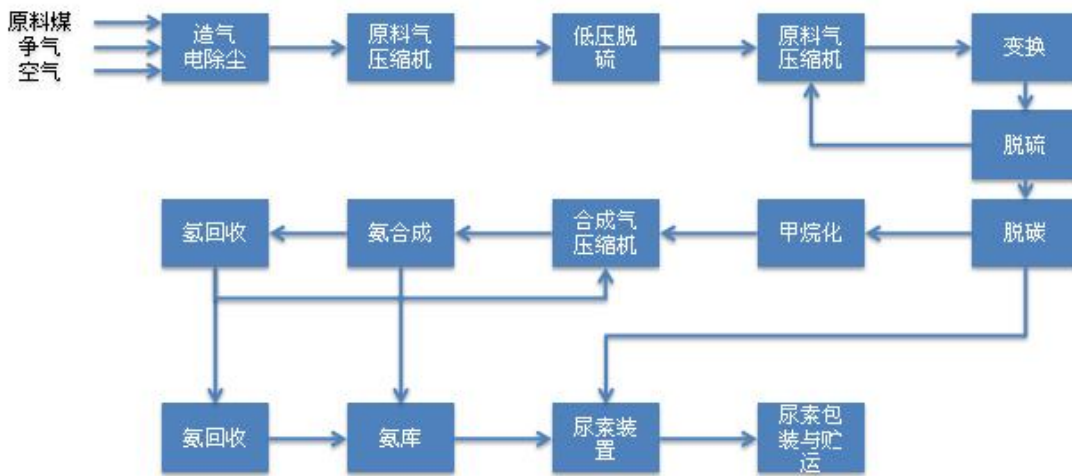 原料煤
争气
空气
造气
电除尘
原料气
压缩机
低压脱
硫
原料气
压缩机
变换
脱硫
氢回收
氨合成
合成气
压缩机
甲烷化
脱碳
氨回收
氨库
尿素装
置
尿素包
装与贮
运